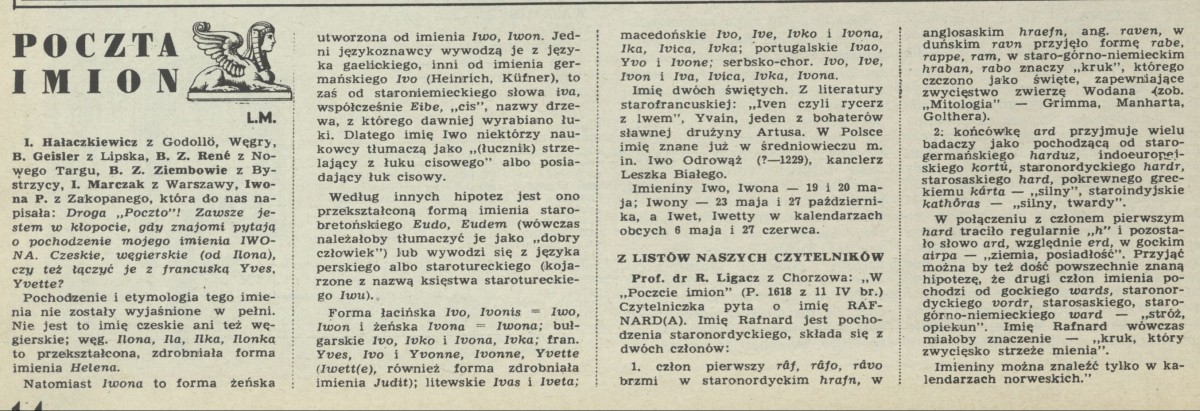 POCZTA
IMION
L.M.
I. Hałaczkiewicz z Godollö, Węgry,
B. Geisler z Lipska, B. Z. René z No-
wego Targu, B. Z. Ziembowie z By-
strzycy, I. Marczak z Warszawy, Iwo-
na P. z Zakopanego, która do nas na-
pisała: Droga „Poczto"! Zawsze je-
stem w kłopocie, gdy znajomi pytają
o pochodzenie mojego imienia IWO-
NA. Czeskie, węgierskie (od Ilona),
czy też łączyć je z francuską Yves,
Yvette?
Pochodzenie i etymologia tego imie-
nia nie zostały wyjaśnione w pełni.
Nie jest to imię czeskie ani też wę-
gierskie; węg. Ilona, Ila, Ilka, Ilonka
to przekształcona, zdrobniała forma
imienia Helena.
Natomiast Iwona to forma żeńska
utworzona od imienia Iwo, Iwon. Jed-
ni językoznawcy wywodzą je z języ-
ka gaelickiego, inni od imienia ger-
mańskiego Ivo (Heinrich, Küfner), to
zaś od staroniemieckiego słowa iva,
współcześnie Eibe, „cis", nazwy drze-
wa, z którego dawniej wyrabiano łu-
ki. Dlatego imię Iwo niektórzy nau-
kowcy tłumaczą jako „(łucznik) strze-
lający z łuku cisowego" albo posia-
dający łuk cisowy.
Według innych hipotez jest ono
przekształconą formą imienia staro-
bretońskiego Eudo, Eudem (wówczas
należałoby tłumaczyć je jako „dobry
człowiek") lub wywodzi się z języka
perskiego albo starotureckiego (koja-
rzone z nazwą księstwa starotureckie-
go Iwu).
Forma łacińska Ivo, Ivonis = Iwo,
Iwon i żeńska Ivona = Iwona; buł-
garskie Ivo, Ivko i Ivona, Ivka; fran.
Yves, Ivo i Yvonne, Ivonne, Yvette
(Iwett(e), również forma zdrobniała
imienia Judit); litewskie Ivas i Iveta;
macedońskie Ivo, Ive, Ivko i Ivona,
Ika, Ivica, Ivka; portugalskie Ivao,
Yvo i Ivone; serbsko-chor. Ivo, Ive,
Ivon i Iva, Ivica, Ivka, Ivona.
Imię dwóch świętych. Z literatury
starofrancuskiej: „Iven czyli rycerz
z lwem", Yvain, jeden z bohaterów
sławnej drużyny Artusa. W Polsce
imię znane już w średniowieczu m.
in. Iwo Odrowąż (?—1229), kanclerz
Leszka Białego.
Imieniny Iwo, Iwona — 19 i 20 ma-
ja; Iwony — 23 maja i 27 październi-
ka, a Iwet, Iwetty w kalendarzach
obcych 6 maja i 27 czerwca.
Z LISTÓW NASZYCH CZYTELNIKÓW
Prof. dr R. Ligacz z Chorzowa: „W
„Poczcie imion" (P. 1618 z 11 IV br.)
Czytelniczka pyta o imię RAF-
NARD(A). Imię Rafnard jest pocho-
dzenia staronordyckiego, składa się z
dwóch członów:
1. człon pierwszy râf, râfo, râvo
brzmi w staronordyckim hrafn, w
anglosaskim hraefn, ang. raven, w
duńskim ravn przyjęło formę rabe,
rappe, ram, w staro-górno-niemieckim
hraban, rabo znaczy „kruk", którego
czczono jako święte, zapewniające
zwycięstwo zwierzę Wodana (zob.
„Mitologia" — Grimma, Manharta,
Golthera).
2. końcówkę ard przyjmuje wielu
badaczy jako pochodzącą od staro-
germańskiego harduz, indoeuropej-
skiego kortú, staronordyckiego hardr,
starosaskiego hard, pokrewnego grec-
kiemu kárta — „silny", staroindyjskie
kathóras — „silny, twardy".
W połączeniu z członem pierwszym
hard traciło regularnie „h" i pozosta-
ło słowo ard, względnie erd, w gockim
airpa — „ziemia, posiadłość". Przyjąć
można by też dość powszechnie znaną
hipotezę, że drugi człon imienia po-
chodzi od gockiego wards, staronor-
dyckiego vordr, starosaskiego, staro-
górno-niemieckiego ward — „stróż,
opiekun". Imię Rafnard wówczas
miałoby znaczenie — „kruk, który
zwycięsko strzeże mienia".
Imieniny można znaleźć tylko w ka-
lendarzach norweskich."